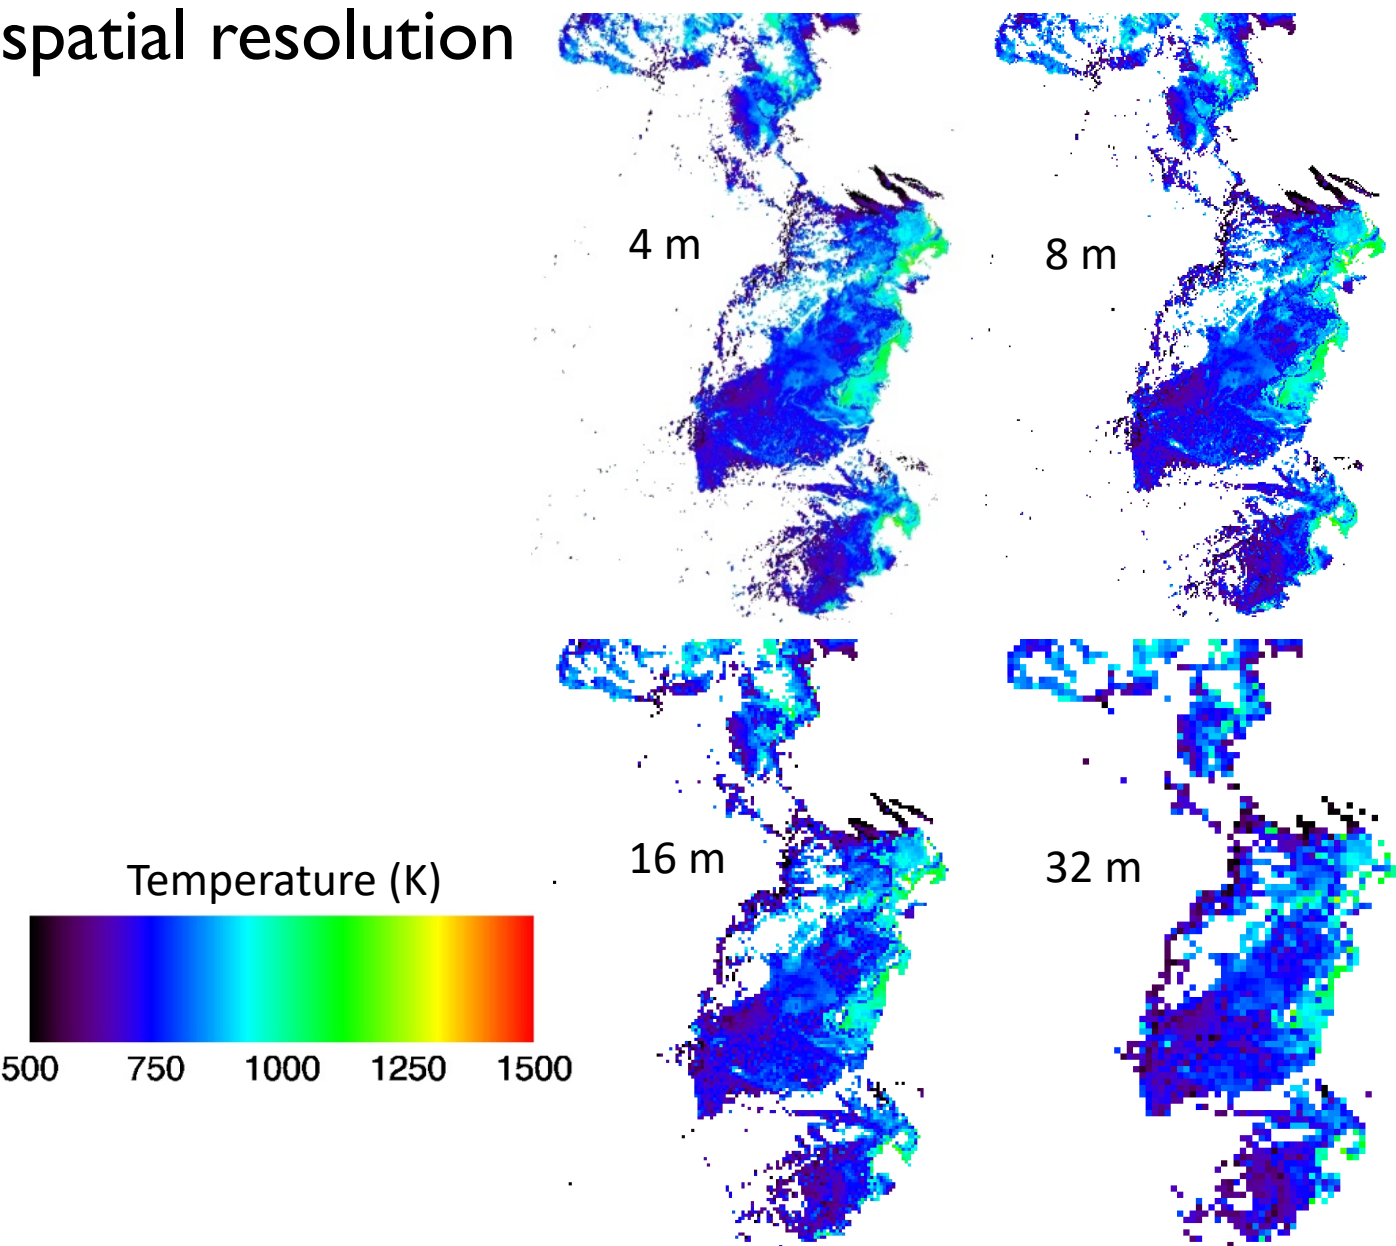 spatial resolution
4 m
8 m
16 m
32 m
Temperature (K)
500 750 1000 1250 1500